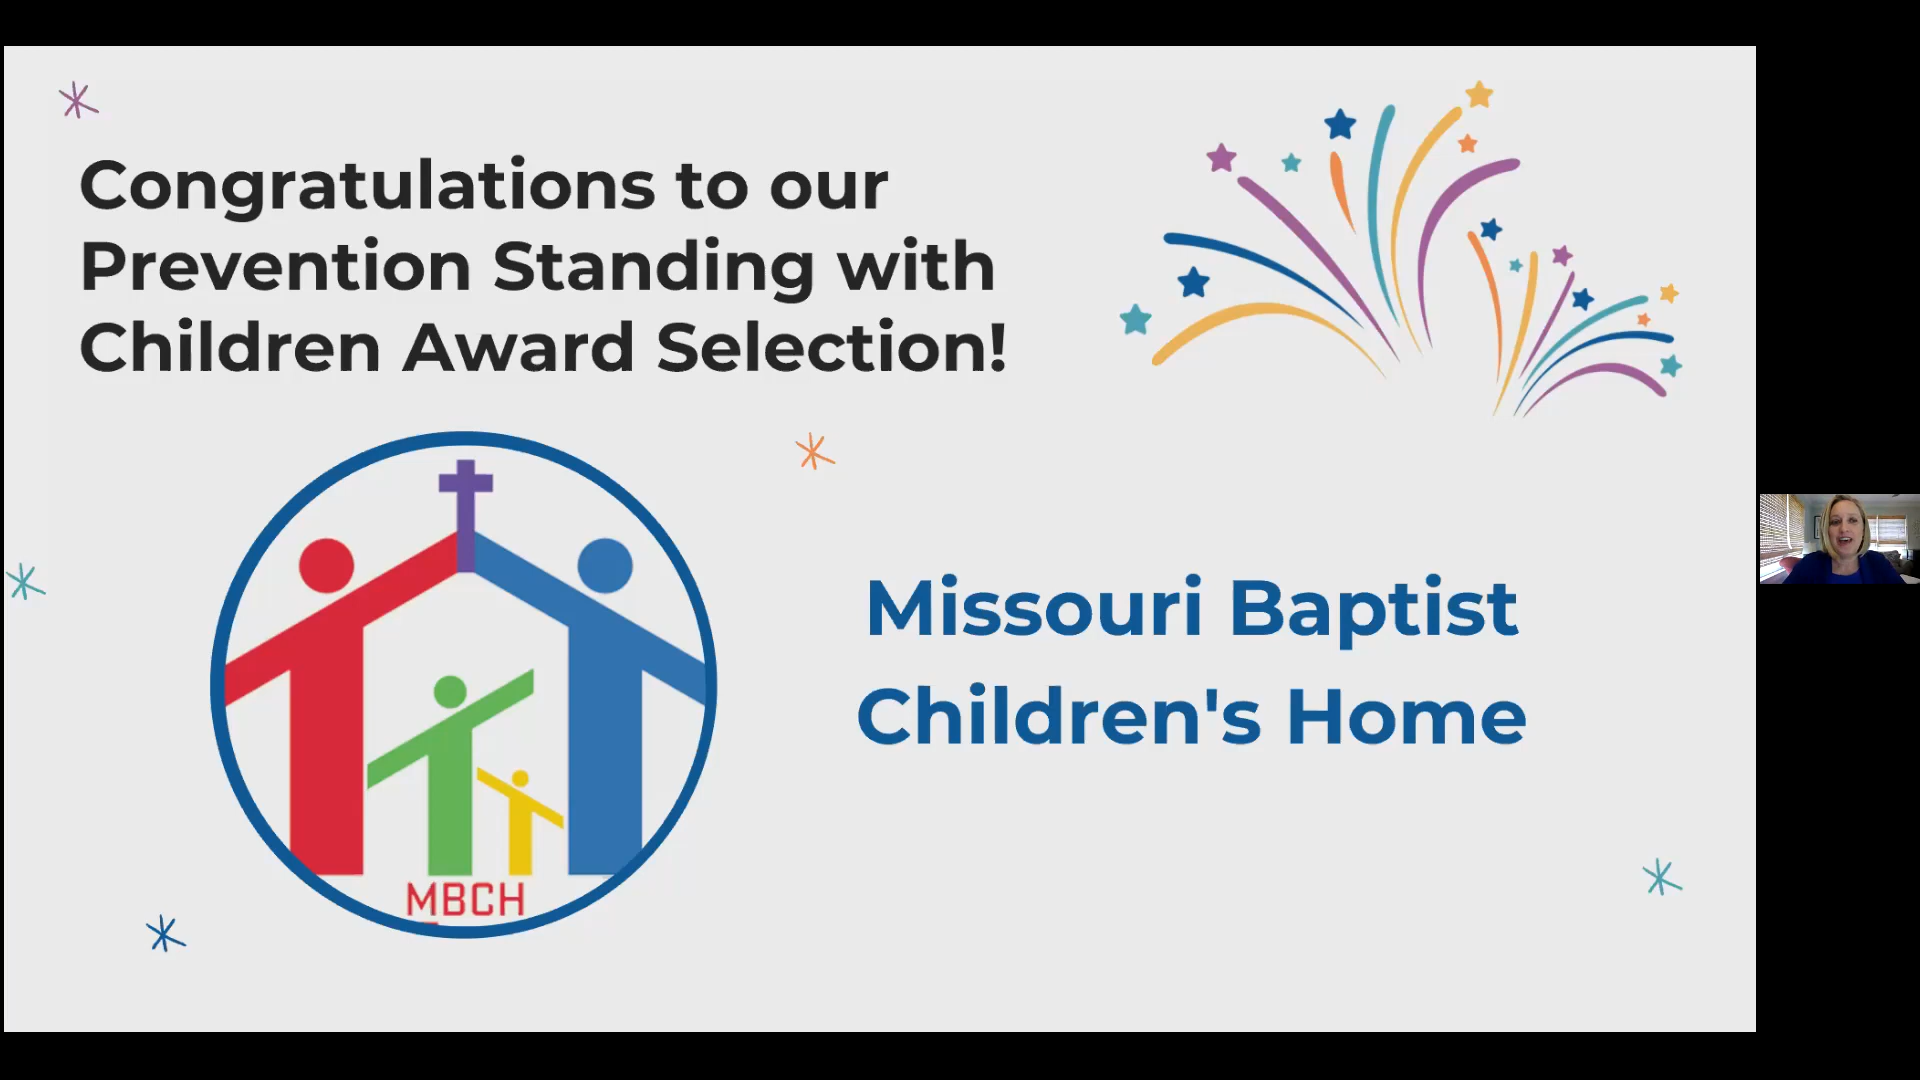 Congratulations to our
Prevention Standing with
Children Award Selection!
MBCH
Missouri Baptist
Children's Home